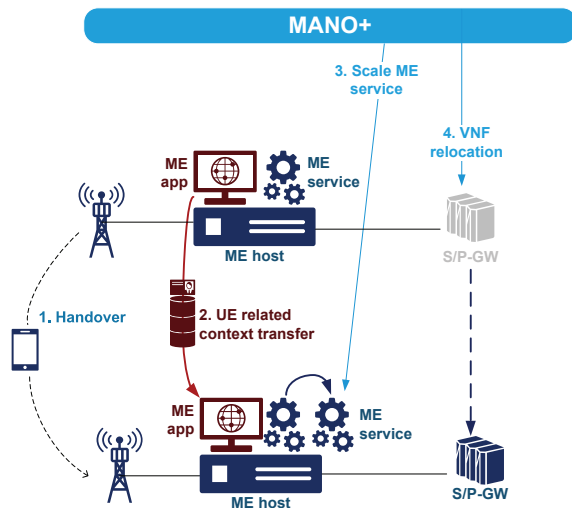 MANO+
3. Scale ME
service
4. VNF
relocation
ME
app
ME
service
ME host
S/P-GW
1. Handover
2. UE related
context transfer
ME
app
ME
service
ME host
S/P-GW